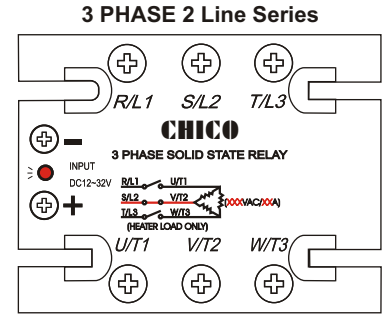 3 PHASE 2 Line Series
R/L1 S/L2 T/L3
CHICO
3 PHASE SOLID STATE RELAY
−
INPUT
DC12~32V
+
R/L1 U/T1
S/L2 V/T2 (XXXVAC/XXA)
T/L3 W/T3
(HEATER LOAD ONLY)
U/T1 V/T2 W/T3